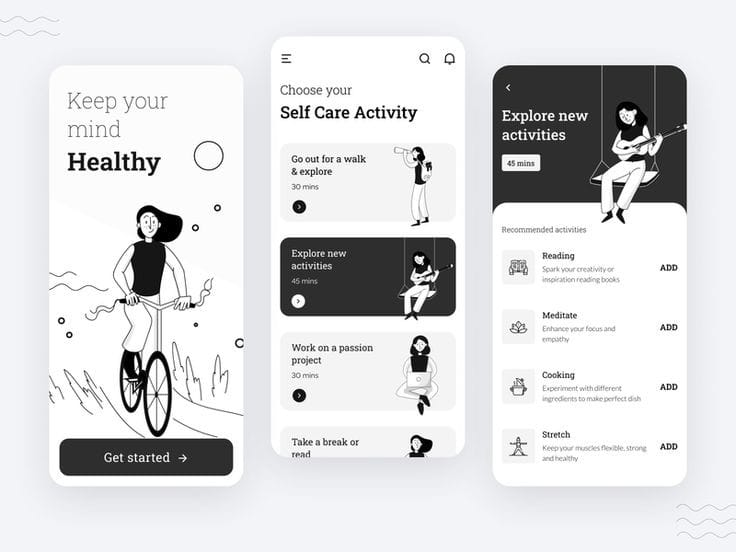 Keep your
mind
Healthy
Get started
Choose your
Self Care Activity
Go out for a walk
& explore
30 mins
Explore new
activities
45 mins
Work on a passion
project
30 mins
Take a break or
read
Explore new
activities
45 mins
Recommended activities
Reading
Spark your creativity or
inspiration reading books
ADD
Meditate
Enhance your focus and
empathy
ADD
Cooking
Experiment with different
ingredients to make perfect dish
ADD
Stretch
Keep your muscles flexible, strong
and healthy
ADD